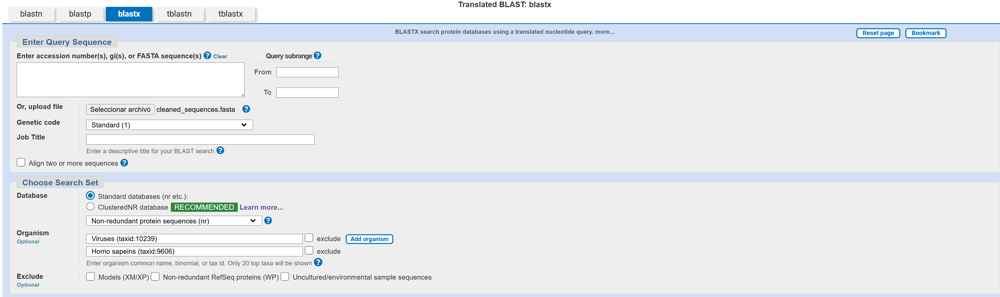 Translated BLAST: blastx
blastn blastp blastx tblastn tblastx
BLASTX search protein databases using a translated nucleotide query. more...
Reset page Bookmark
Enter Query Sequence
Enter accession number(s), gi(s), or FASTA sequence(s) ? Clear
Query subrange ?
From
To
Or, upload file Seleccionar archivo cleaned_sequences.fasta ?
Genetic code Standard (1)
Job Title
Enter a descriptive title for your BLAST search ?
Align two or more sequences ?
Choose Search Set
Database Standard databases (nr etc.):
ClusteredNR database RECOMMENDED Learn more...
Non-redundant protein sequences (nr) ?
Organism
Optional
Viruses (taxid:10239) exclude Add organism
Homo sapeins (taxid:9606) exclude
Enter organism common name, binomial, or tax id. Only 20 top taxa will be shown ?
Exclude
Optional
Models (XM/XP) Non-redundant RefSeq proteins (WP) Uncultured/environmental sample sequences